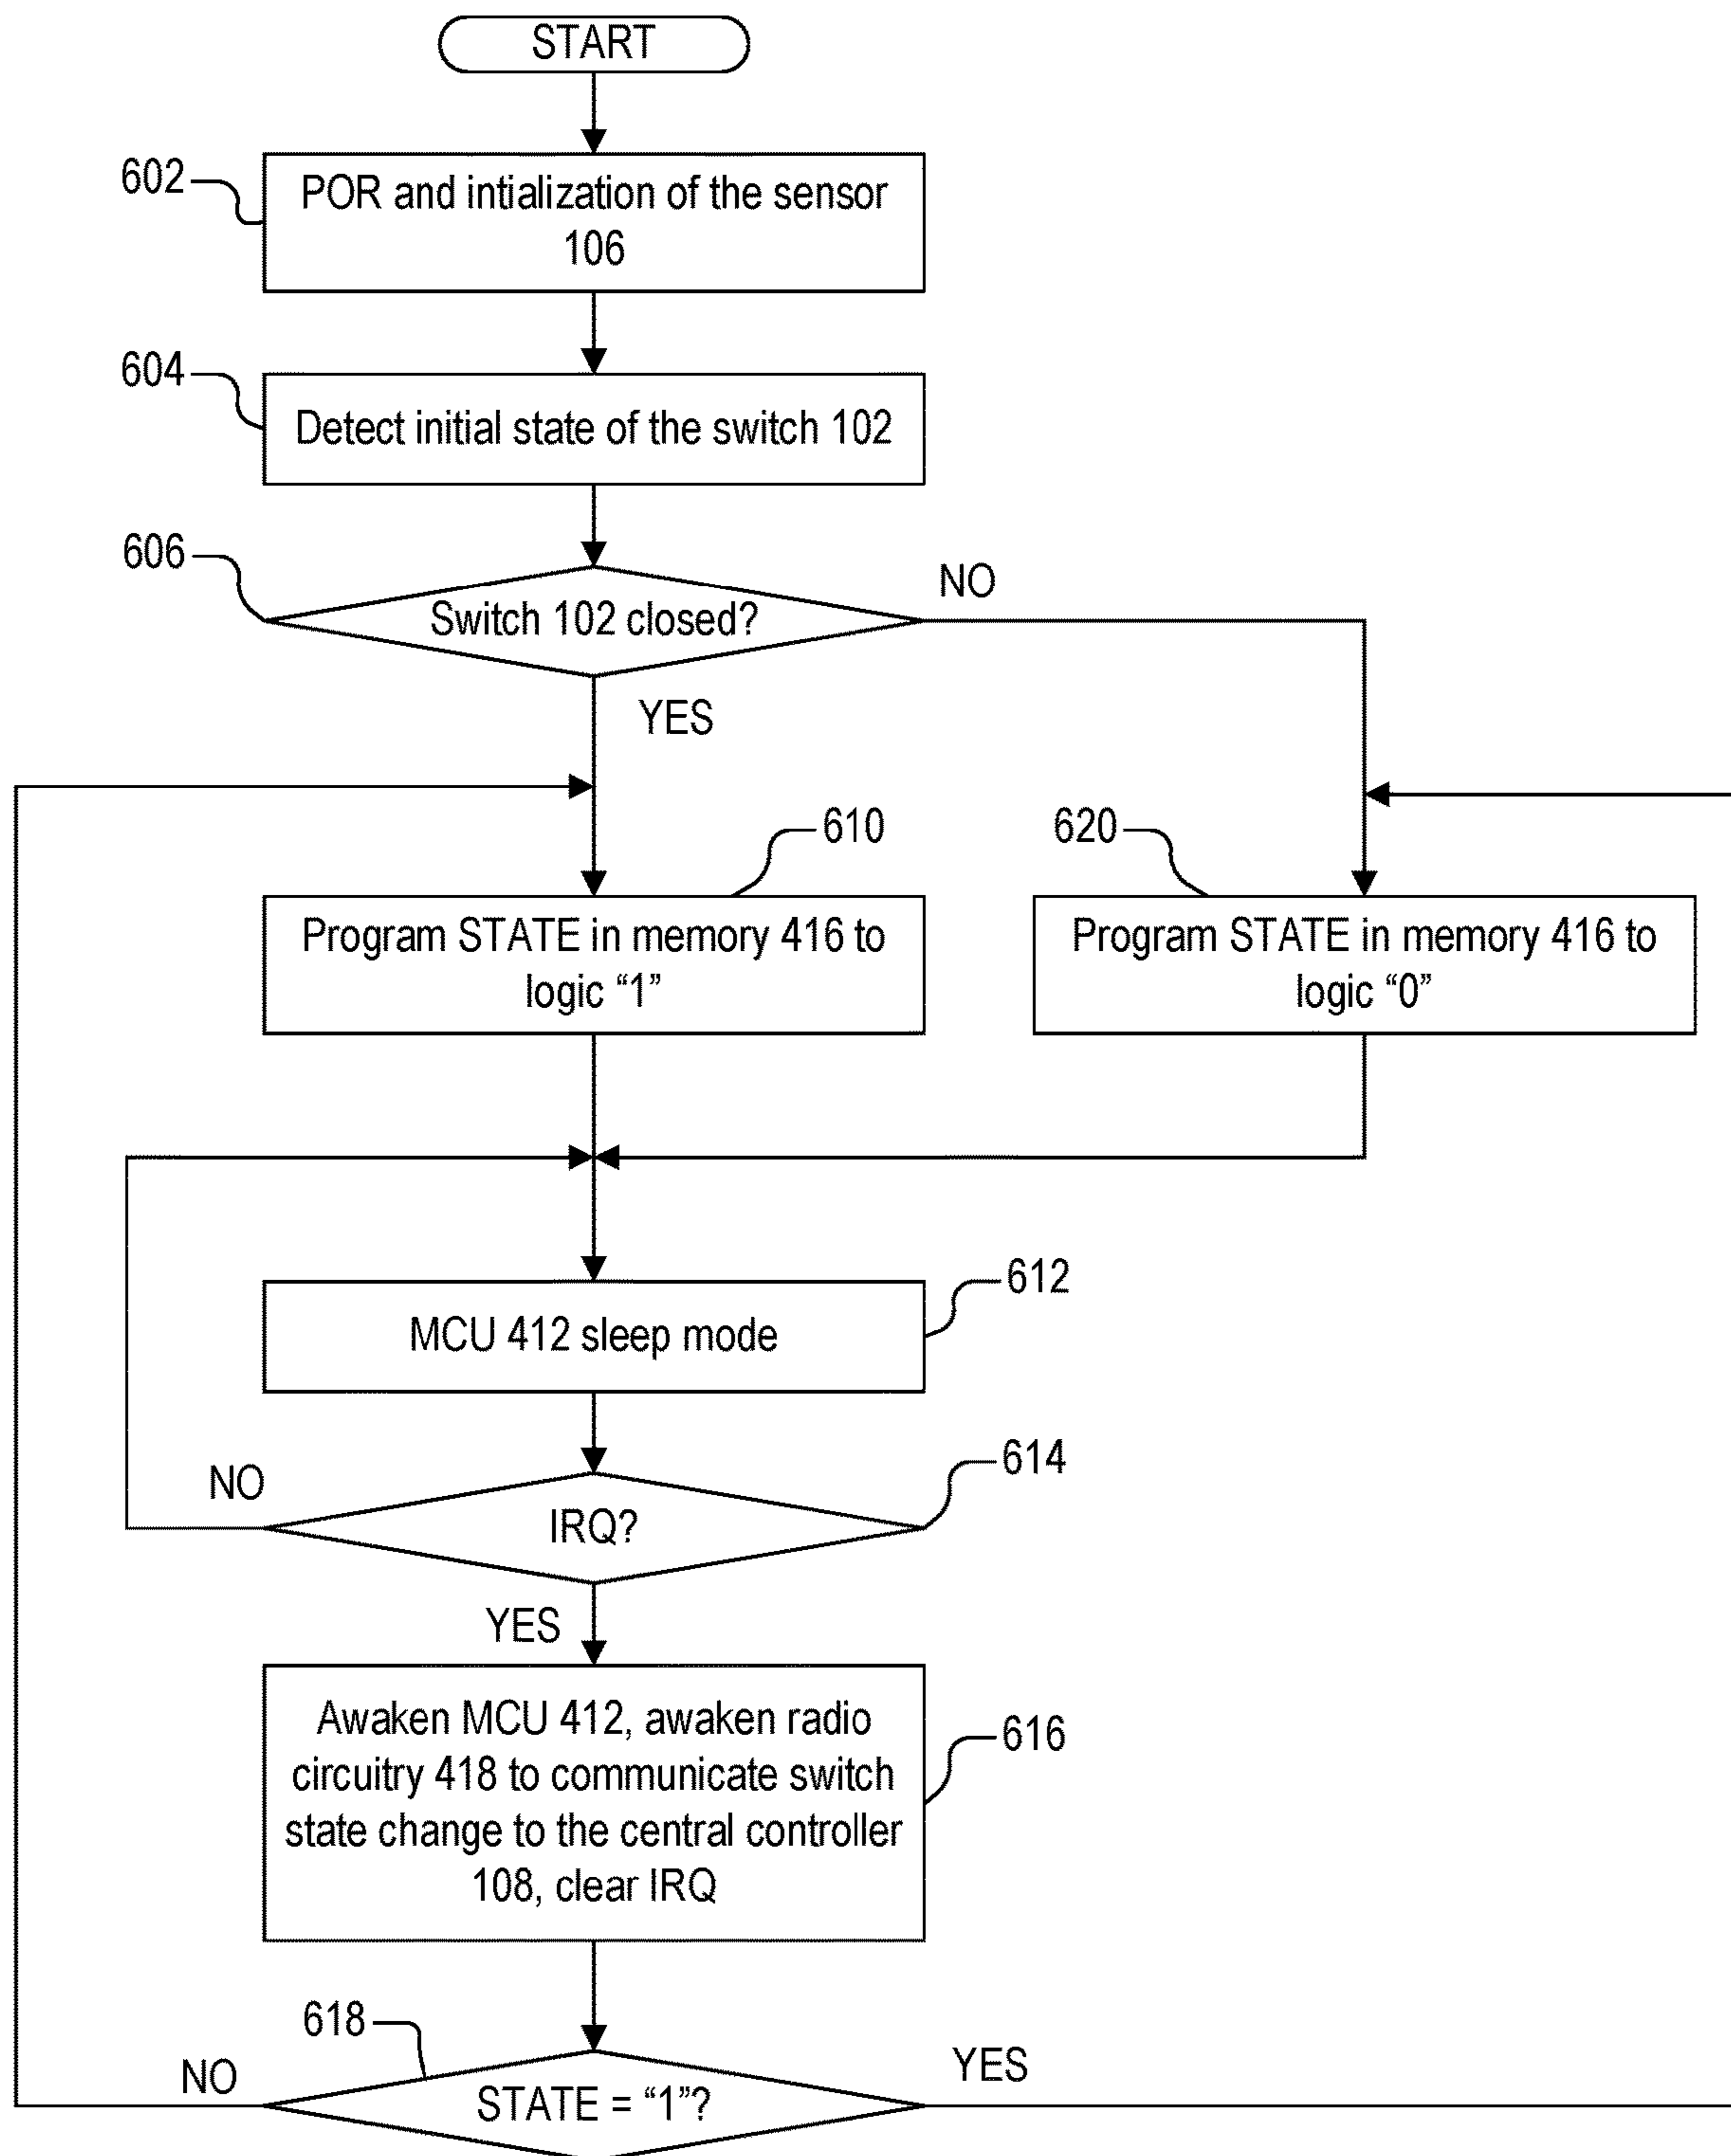 START
602
POR and intialization of the sensor
106
604
Detect initial state of the switch 102
606
Switch 102 closed?
NO
YES
610
620
Program STATE in memory 416 to
logic “1”
Program STATE in memory 416 to
logic “0”
612
MCU 412 sleep mode
614
NO
IRQ?
YES
Awaken MCU 412, awaken radio
circuitry 418 to communicate switch
state change to the central controller
108, clear IRQ
616
618
NO
STATE = “1”?
YES